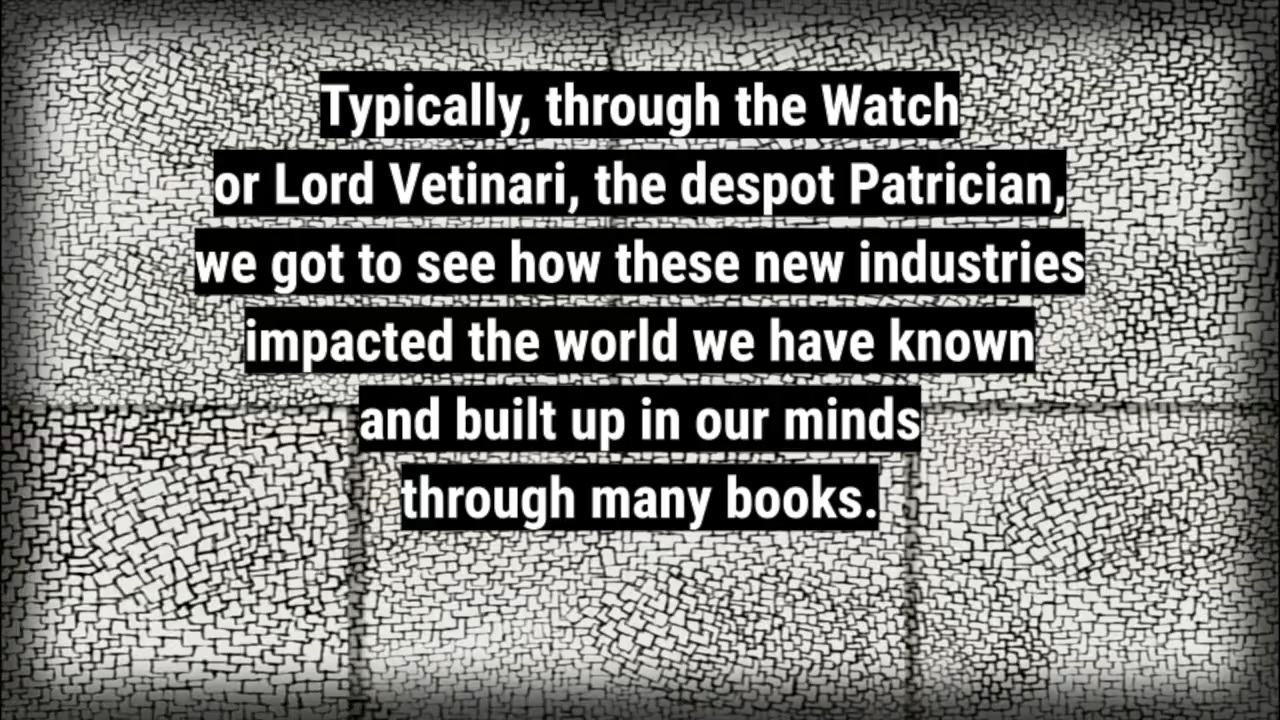 Typically, through the Watch
or Lord Vetinari, the despot Patrician,
we got to see how these new industries
impacted the world we have known
and built up in our minds
through many books.